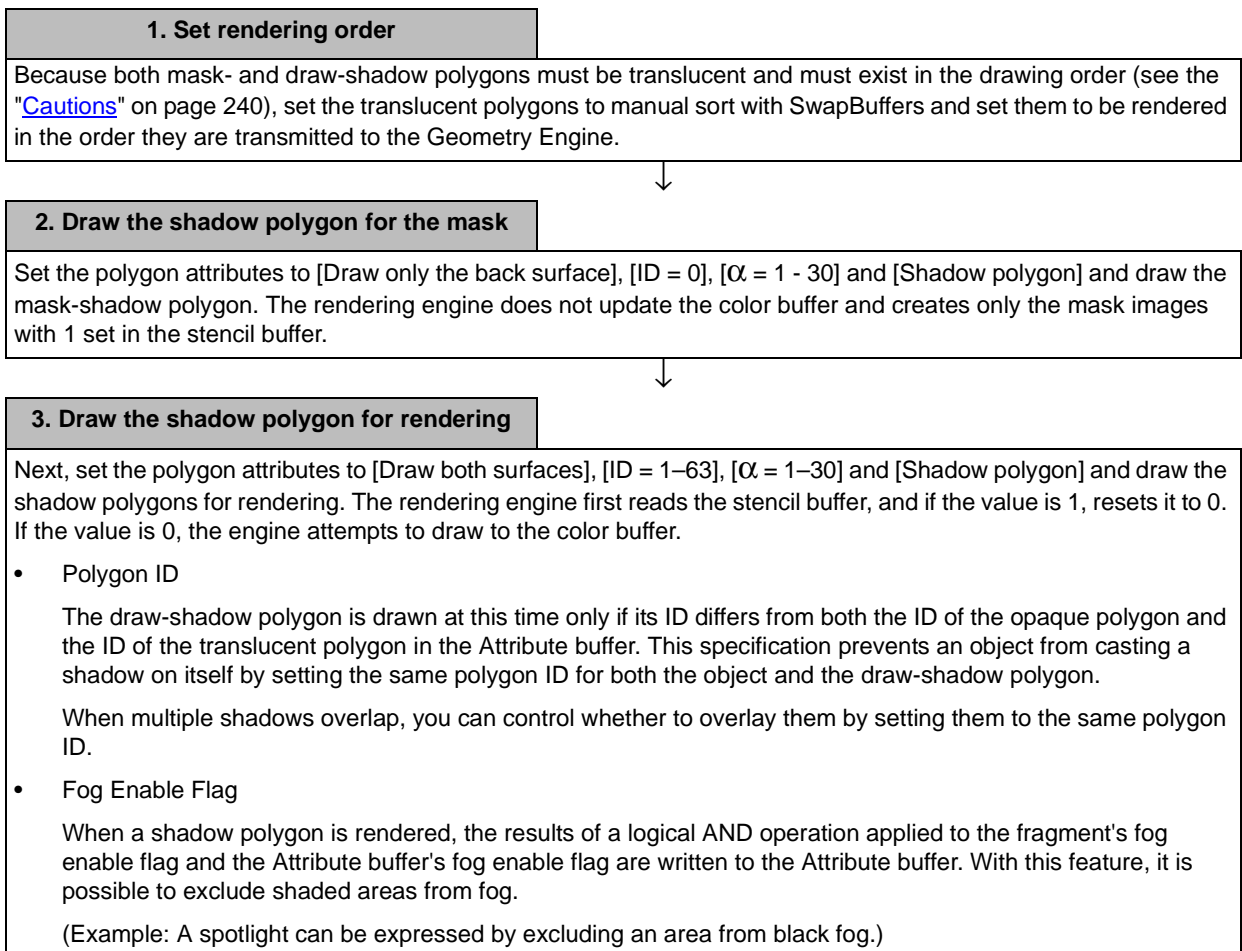 1. Set rendering order
Because both mask- and draw-shadow polygons must be translucent and must exist in the drawing order (see the
"Cautions" on page 240), set the translucent polygons to manual sort with SwapBuffers and set them to be rendered
in the order they are transmitted to the Geometry Engine.
↓
2. Draw the shadow polygon for the mask
Set the polygon attributes to [Draw only the back surface], [ID = 0], [α = 1 - 30] and [Shadow polygon] and draw the
mask-shadow polygon. The rendering engine does not update the color buffer and creates only the mask images
with 1 set in the stencil buffer.
↓
3. Draw the shadow polygon for rendering
Next, set the polygon attributes to [Draw both surfaces], [ID = 1–63], [α = 1–30] and [Shadow polygon] and draw the
shadow polygons for rendering. The rendering engine first reads the stencil buffer, and if the value is 1, resets it to 0.
If the value is 0, the engine attempts to draw to the color buffer.
• Polygon ID
The draw-shadow polygon is drawn at this time only if its ID differs from both the ID of the opaque polygon and
the ID of the translucent polygon in the Attribute buffer. This specification prevents an object from casting a
shadow on itself by setting the same polygon ID for both the object and the draw-shadow polygon.
When multiple shadows overlap, you can control whether to overlay them by setting them to the same polygon
ID.
• Fog Enable Flag
When a shadow polygon is rendered, the results of a logical AND operation applied to the fragment's fog
enable flag and the Attribute buffer's fog enable flag are written to the Attribute buffer. With this feature, it is
possible to exclude shaded areas from fog.
(Example: A spotlight can be expressed by excluding an area from black fog.)